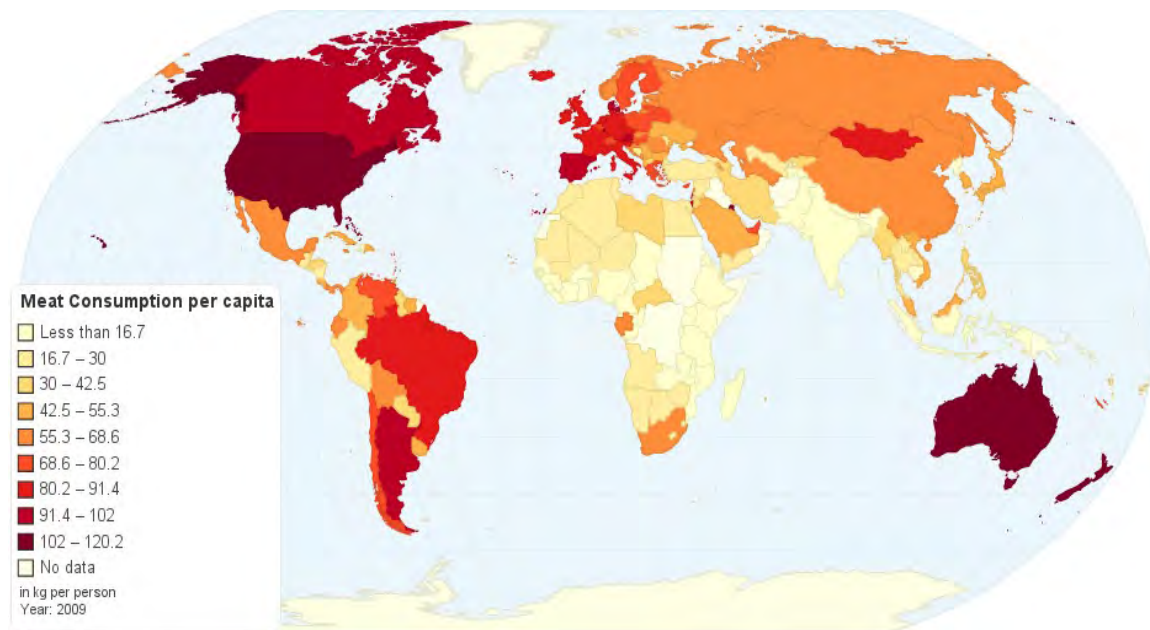 Meat Consumption per capita
Less than 16.7
16.7 – 30
30 – 42.5
42.5 – 55.3
55.3 – 68.6
68.6 – 80.2
80.2 – 91.4
91.4 – 102
102 – 120.2
No data
in kg per person
Year: 2009